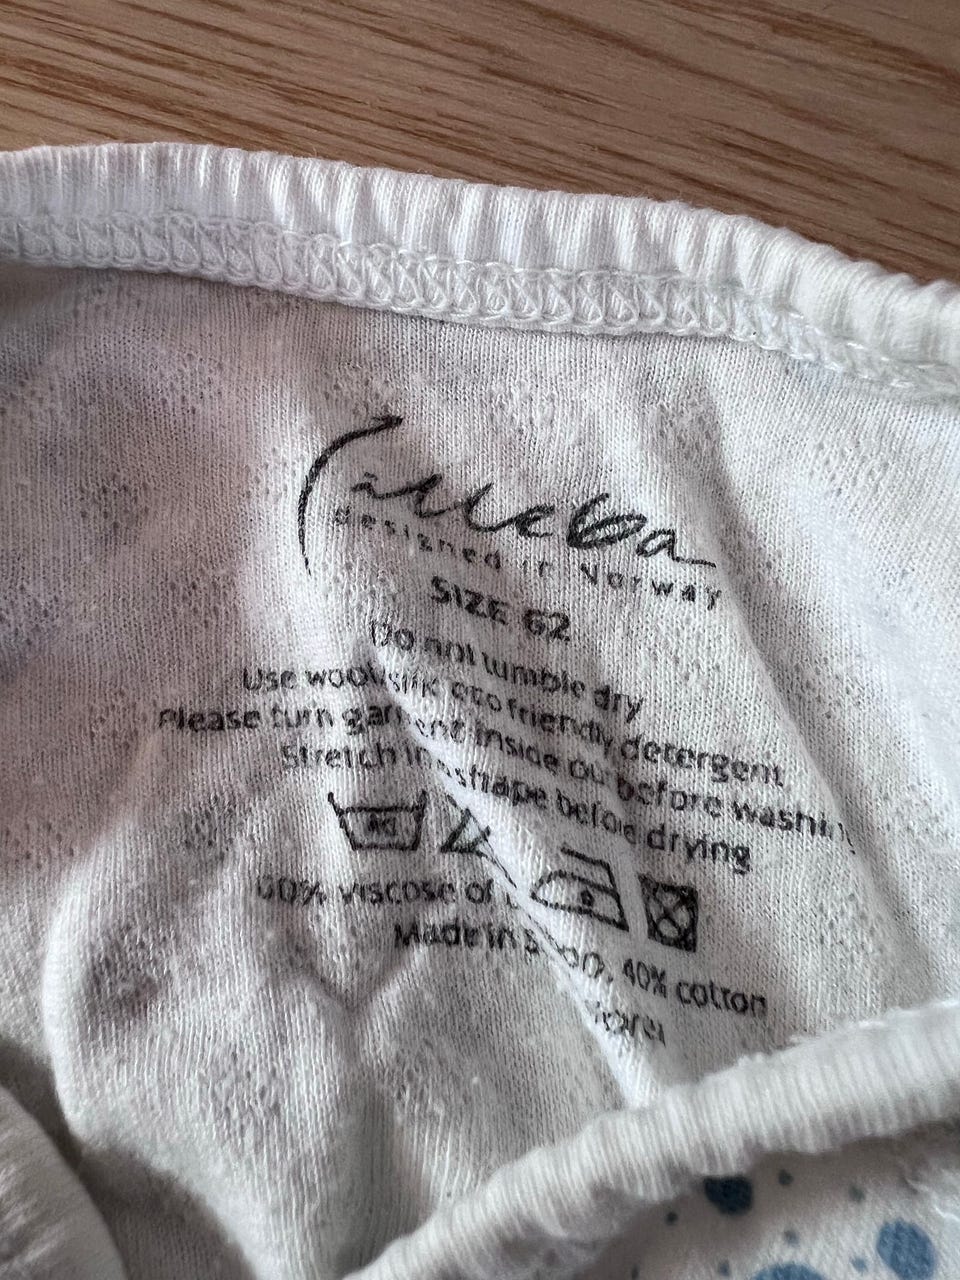 designed in Norway
SIZE 62
Do not tumble dry
Use wool/silk eco friendly detergent
Please turn garment inside out before washing
Stretch in shape before drying
60% viscose of 40% cotton
Made in